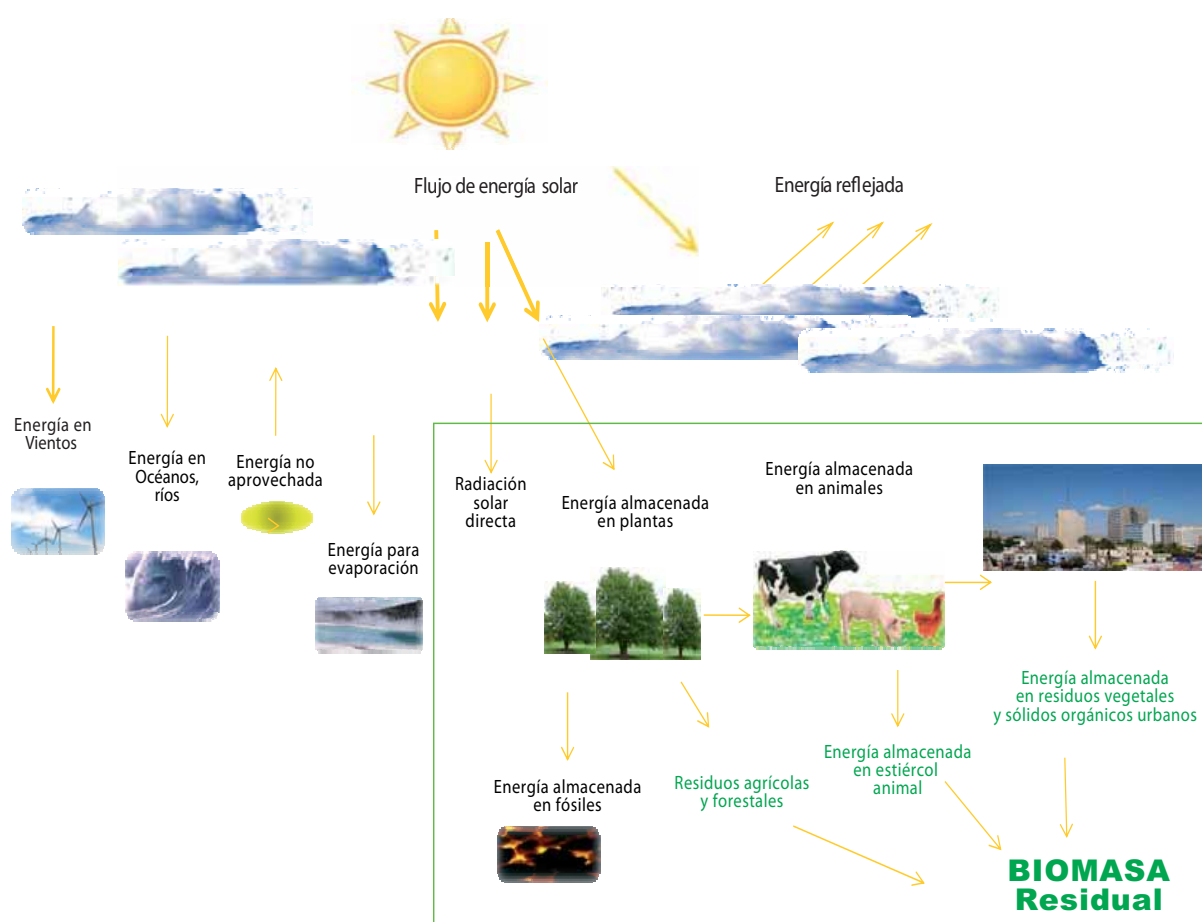 Flujo de energía solar
Energía reflejada
Energía en
Vientos
Energía en
Océanos,
ríos
Energía no
aprovechada
Energía para
evaporación
Radiación
solar
directa
Energía almacenada
en plantas
Energía almacenada
en animales
Energía almacenada
en residuos vegetales
y sólidos orgánicos urbanos
Energía almacenada
en fósiles
Residuos agrícolas
y forestales
Energía almacenada
en estiércol
animal
BIOMASA
Residual